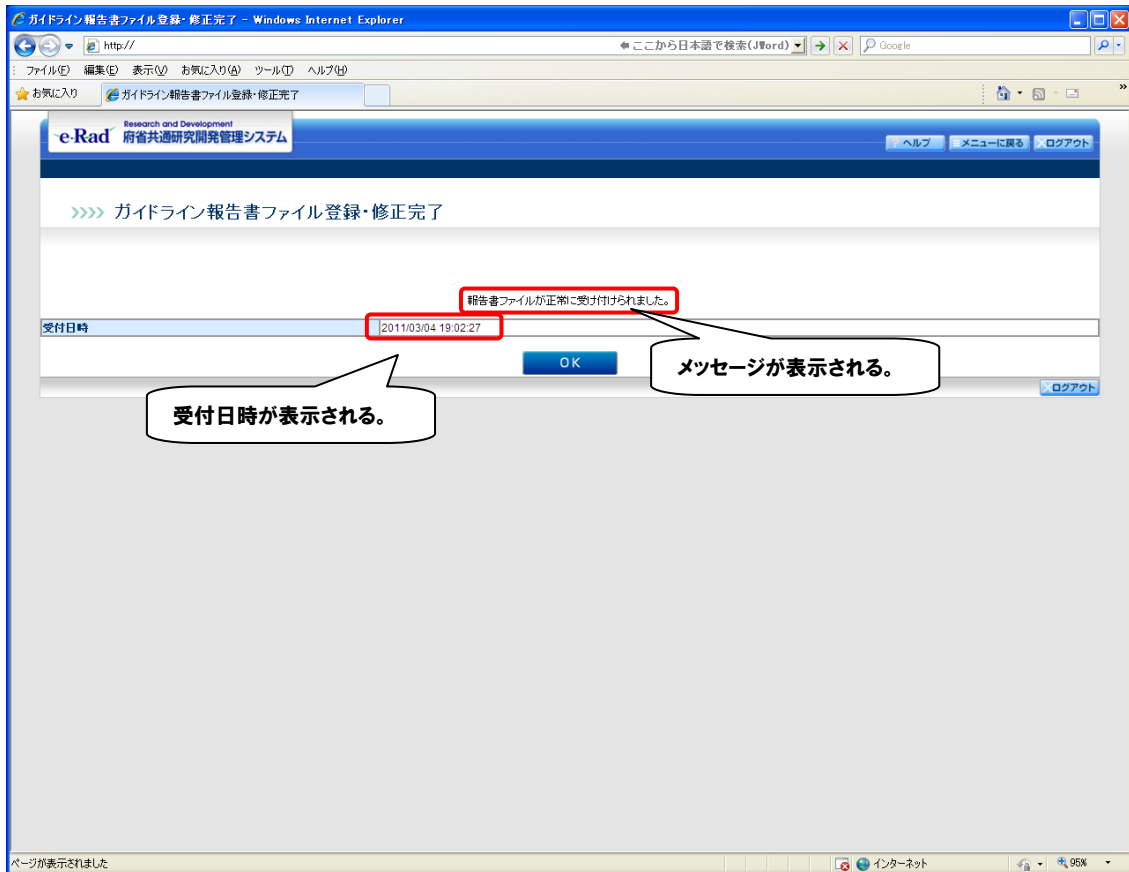 ガイドライン報告書ファイル登録・修正完了 - Windows Internet Explorer
http://
ここから日本語で検索(JWord)
Google
ファイル(F) 編集(E) 表示(V) お気に入り(A) ツール(T) ヘルプ(H)
お気に入り
ガイドライン報告書ファイル登録・修正完了
e-Rad
Research and Development
府省共通研究開発管理システム
? ヘルプ
メニューに戻る
ログアウト
>>>> ガイドライン報告書ファイル登録・修正完了
報告書ファイルが正常に受け付けられました。
受付日時
2011/03/04 19:02:27
OK
メッセージが表示される。
ログアウト
受付日時が表示される。
ページが表示されました
インターネット
95%